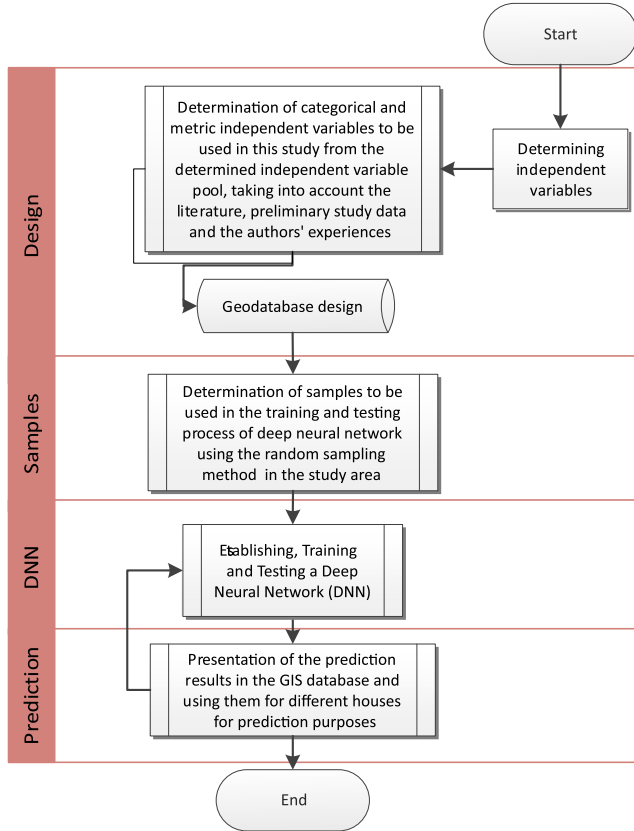 Start
Design
Determination of categorical and
metric independent variables to be
used in this study from the
determined independent variable
pool, taking into account the
literature, preliminary study data
and the authors' experiences
Determining
independent
variables
Geodatabase design
Samples
Determination of samples to be
used in the training and testing
process of deep neural network
using the random sampling
method in the study area
DNN
Establishing, Training
and Testing a Deep
Neural Network (DNN)
Prediction
Presentation of the prediction
results in the GIS database and
using them for different houses
for prediction purposes
End